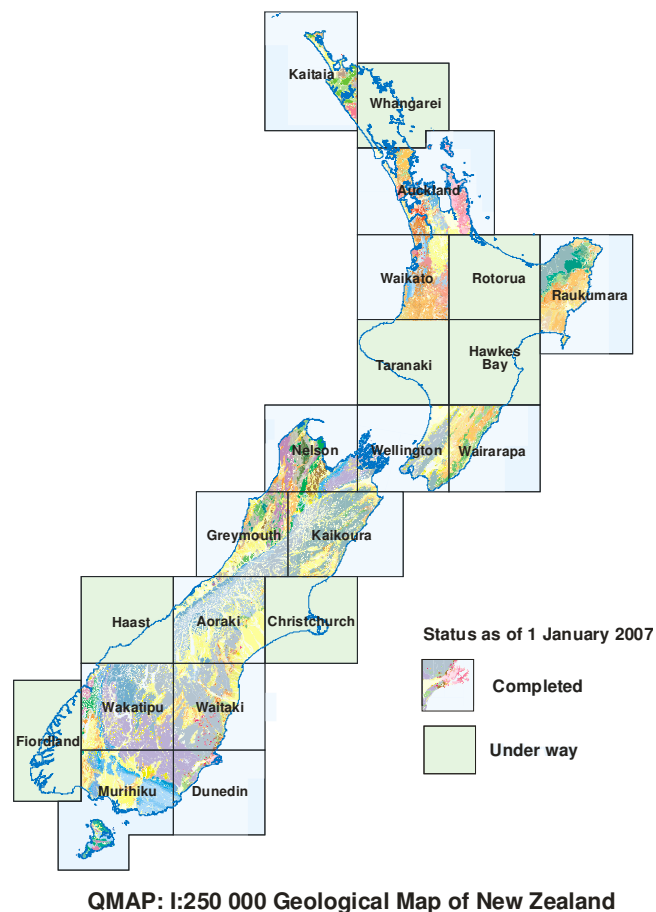 Kaitaia
Whangarei
Auckland
Waikato
Rotorua
Raukumara
Taranaki
Hawkes
Bay
Nelson
Wellington
Wairarapa
Greymouth
Kaikoura
Haast
Aoraki
Christchurch
Status as of 1 January 2007
Completed
Wakatipu
Waitaki
Fiordland
Under way
Murihiku
Dunedin
QMAP: I:250 000 Geological Map of New Zealand